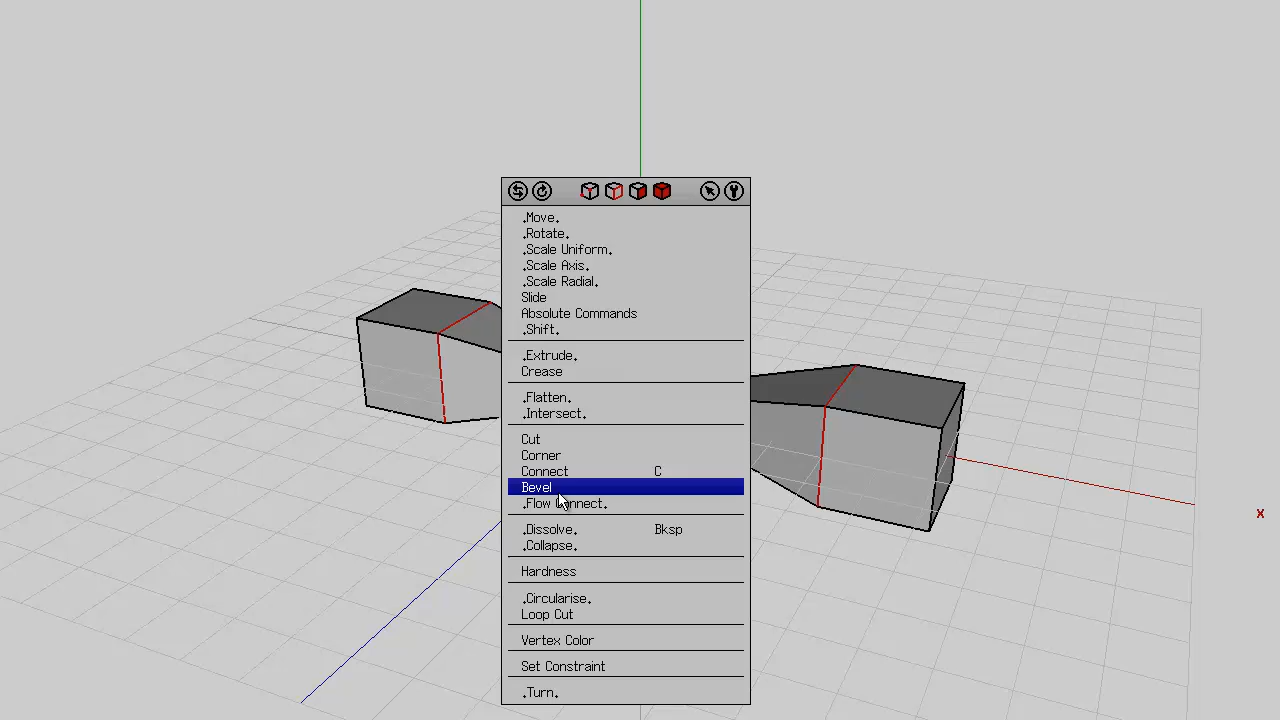 .Move.
.Rotate.
.Scale Uniform.
.Scale Axis.
.Scale Radial.
Slide
Absolute Commands
.Shift.
.Extrude.
Crease
.Flatten.
.Intersect.
Cut
Corner
Connect C
Bevel
.Flow Connect.
.Dissolve. Bksp
.Collapse.
Hardness
.Circularise.
Loop Cut
Vertex Color
Set Constraint
.Turn.
X